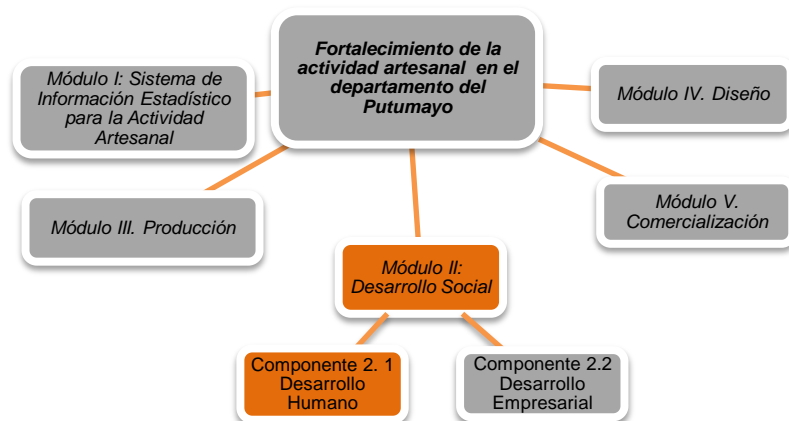 Fortalecimiento de la
actividad artesanal en el
departamento del
Putumayo
Módulo I: Sistema de
Información Estadístico
para la Actividad
Artesanal
Módulo IV. Diseño
Módulo III. Producción
Módulo V.
Comercialización
Módulo II:
Desarrollo Social
Componente 2. 1
Desarrollo
Humano
Componente 2.2
Desarrollo
Empresarial